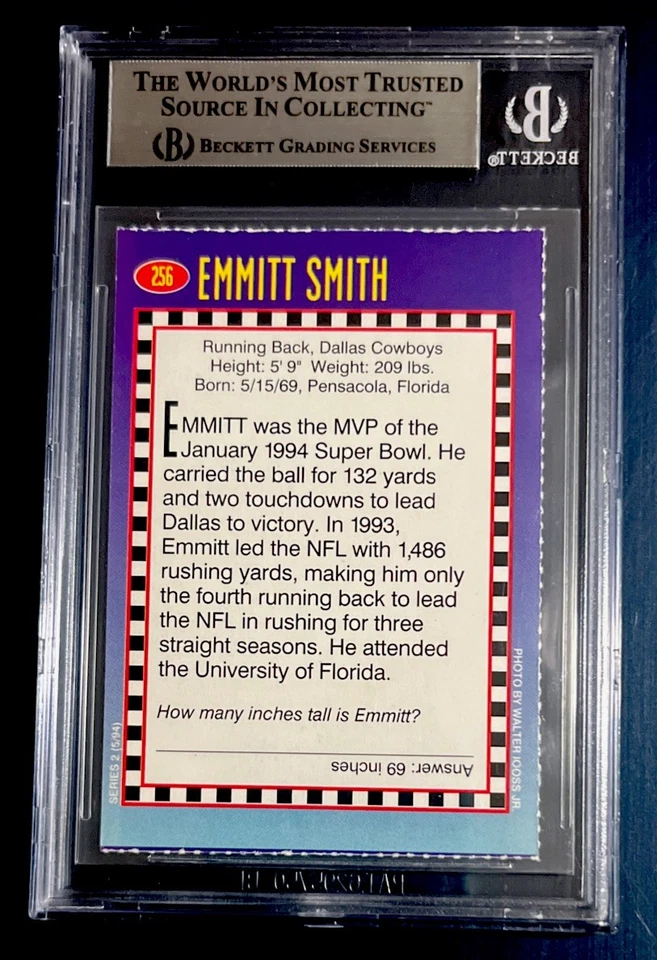 THE WORLD'S MOST TRUSTED
SOURCE IN COLLECTING™
BECKETT GRADING SERVICES
BECKETT®
256 EMMITT SMITH
Running Back, Dallas Cowboys
Height: 5' 9" Weight: 209 lbs.
Born: 5/15/69, Pensacola, Florida
EMMITT was the MVP of the
January 1994 Super Bowl. He
carried the ball for 132 yards
and two touchdowns to lead
Dallas to victory. In 1993,
Emmitt led the NFL with 1,486
rushing yards, making him only
the fourth running back to lead
the NFL in rushing for three
straight seasons. He attended
the University of Florida.
How many inches tall is Emmitt?
Answer: 69 inches
SERIES 2 (5/94)
PHOTO BY WALTER IOOSS JR